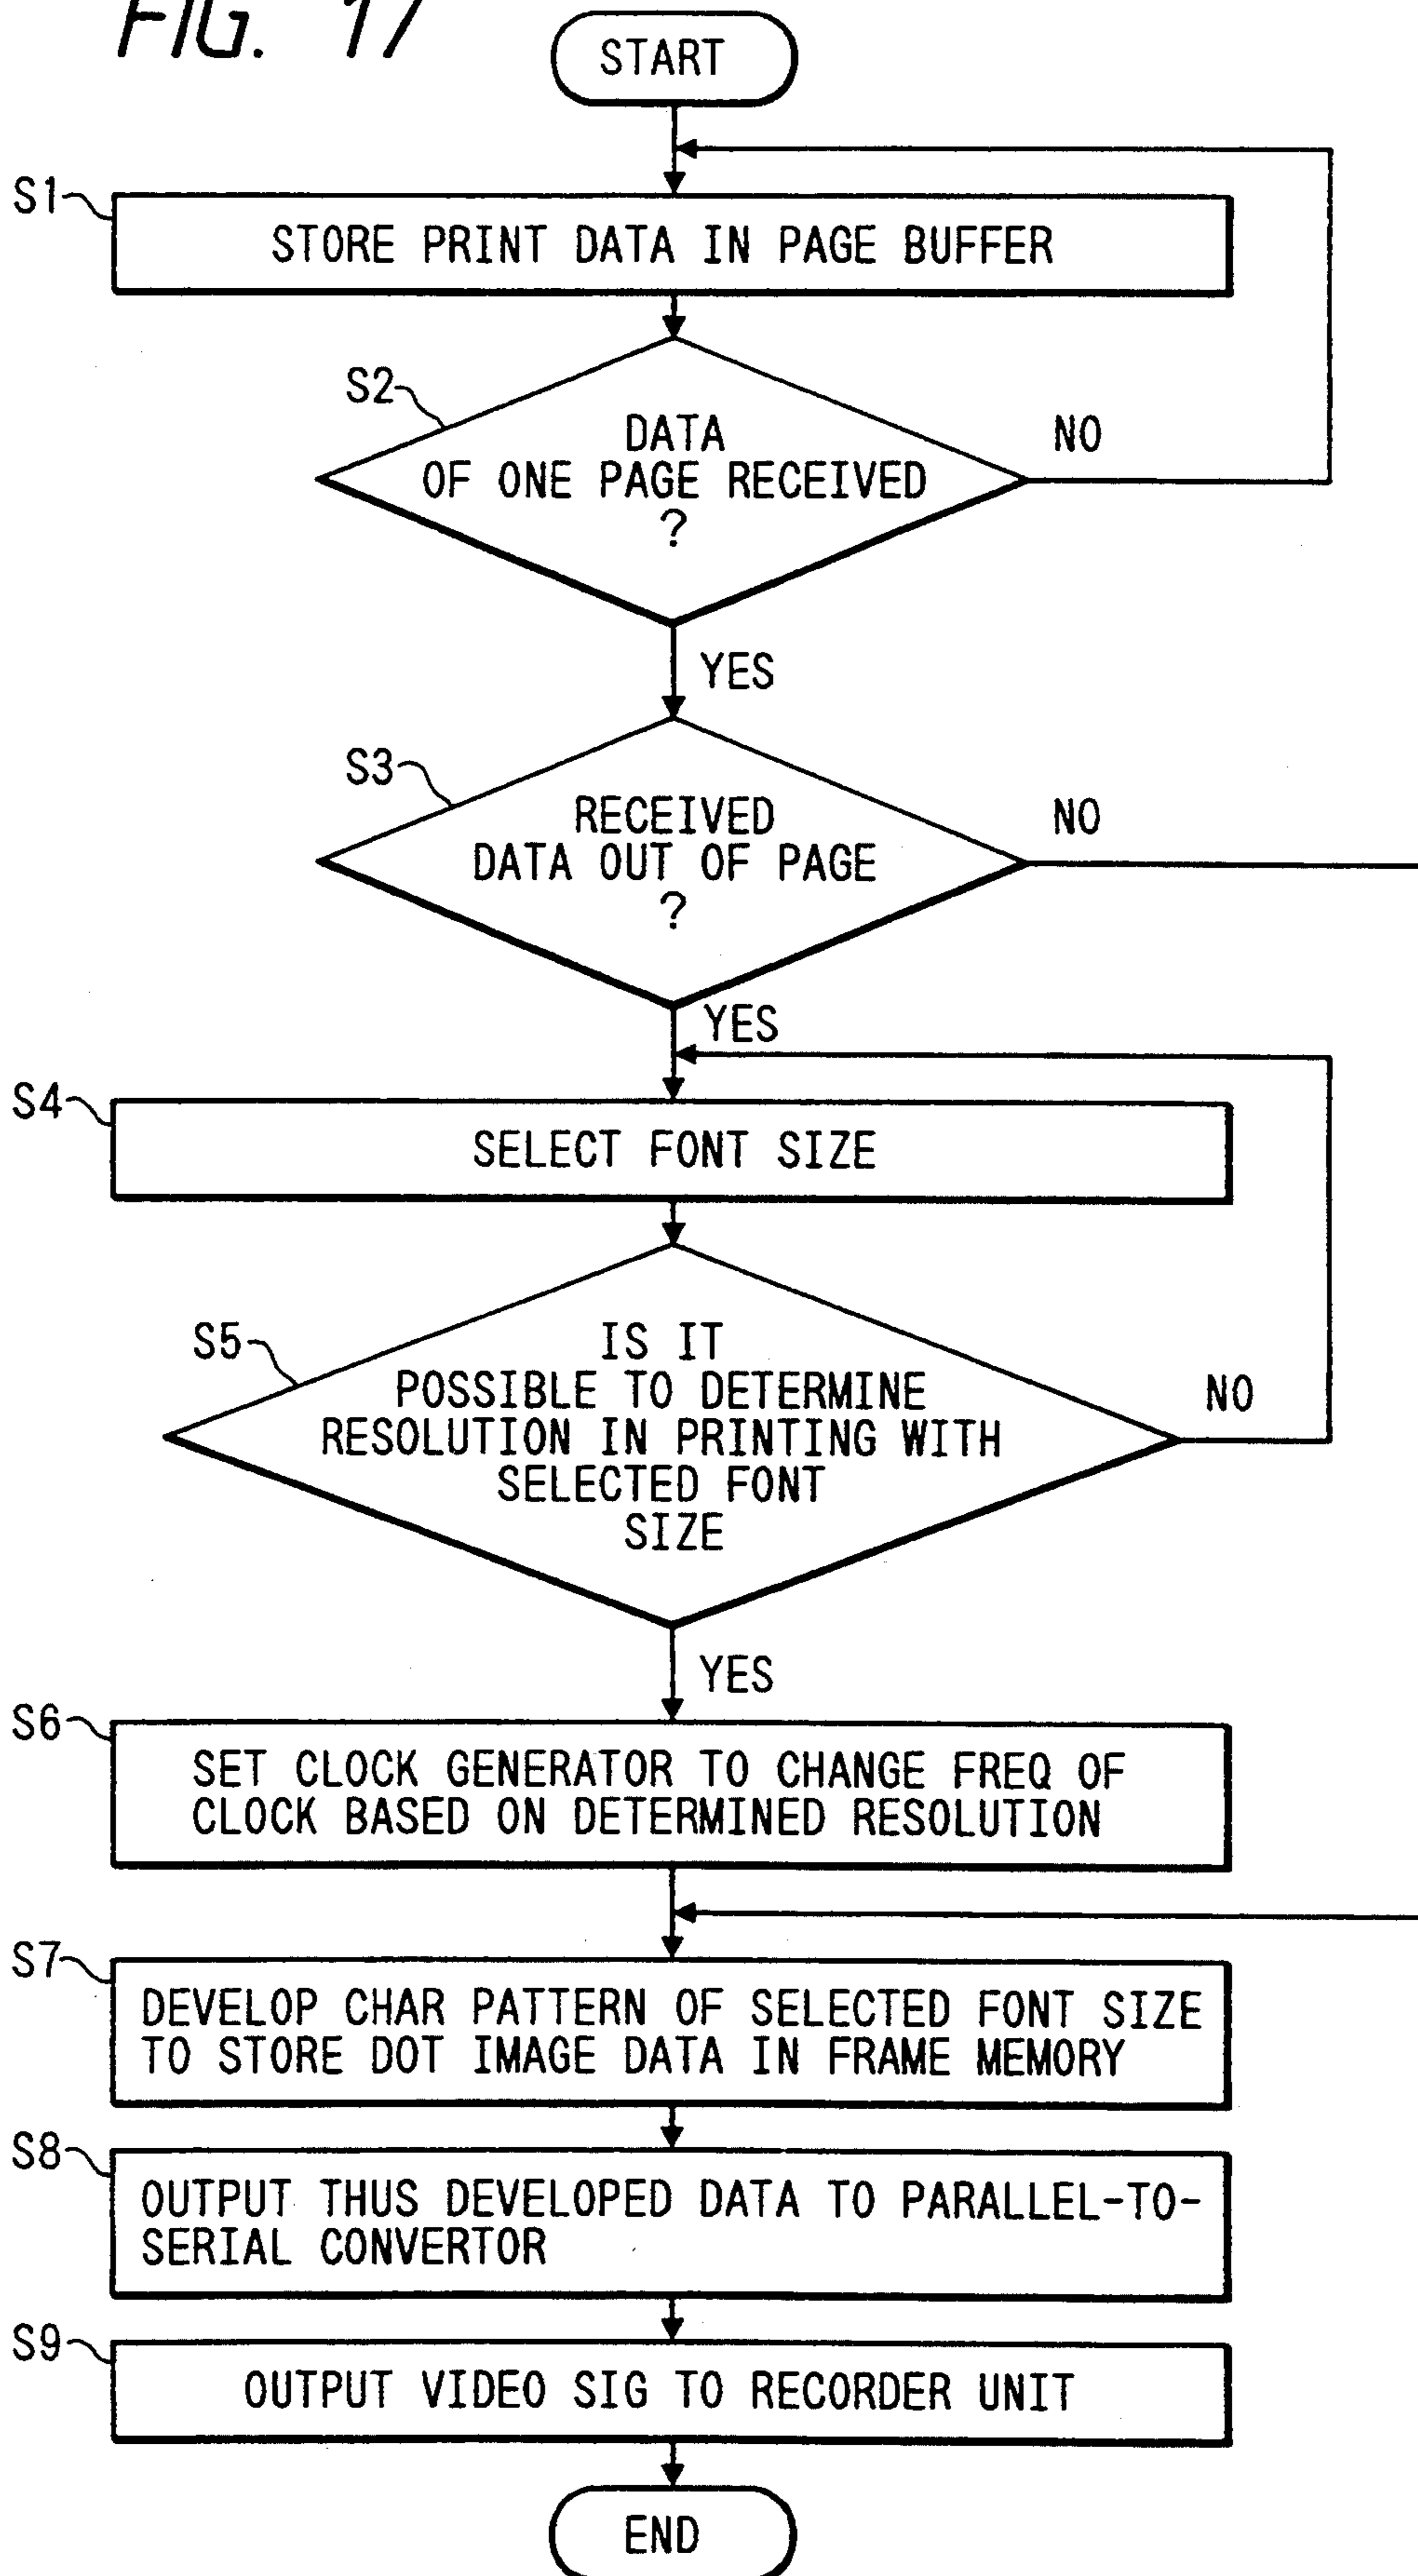 FIG. 17
START
S1
STORE PRINT DATA IN PAGE BUFFER
S2
DATA
OF ONE PAGE RECEIVED
?
NO
YES
S3
RECEIVED
DATA OUT OF PAGE
?
NO
YES
S4
SELECT FONT SIZE
S5
IS IT
POSSIBLE TO DETERMINE
RESOLUTION IN PRINTING WITH
SELECTED FONT
SIZE
NO
YES
S6
SET CLOCK GENERATOR TO CHANGE FREQ OF
CLOCK BASED ON DETERMINED RESOLUTION
S7
DEVELOP CHAR PATTERN OF SELECTED FONT SIZE
TO STORE DOT IMAGE DATA IN FRAME MEMORY
S8
OUTPUT THUS DEVELOPED DATA TO PARALLEL-TO-
SERIAL CONVERTOR
S9
OUTPUT VIDEO SIG TO RECORDER UNIT
END